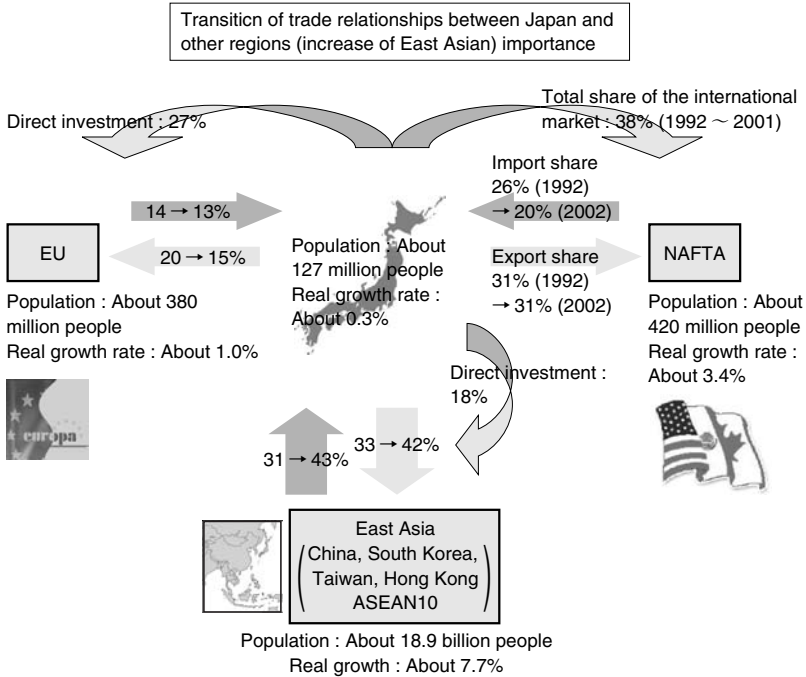 Transition of trade relationships between Japan and
other regions (increase of East Asian) importance
Direct investment : 27%
Total share of the international
market : 38% (1992 ～ 2001)
14 → 13%
20 → 15%
EU
Population : About 380
million people
Real growth rate : About 1.0%
europa
Population : About
127 million people
Real growth rate :
About 0.3%
Import share
26% (1992)
→ 20% (2002)
Export share
31% (1992)
→ 31% (2002)
NAFTA
Population : About
420 million people
Real growth rate :
About 3.4%
Direct investment :
18%
31 → 43%
33 → 42%
East Asia
(China, South Korea,
Taiwan, Hong Kong
ASEAN10)
Population : About 18.9 billion people
Real growth : About 7.7%